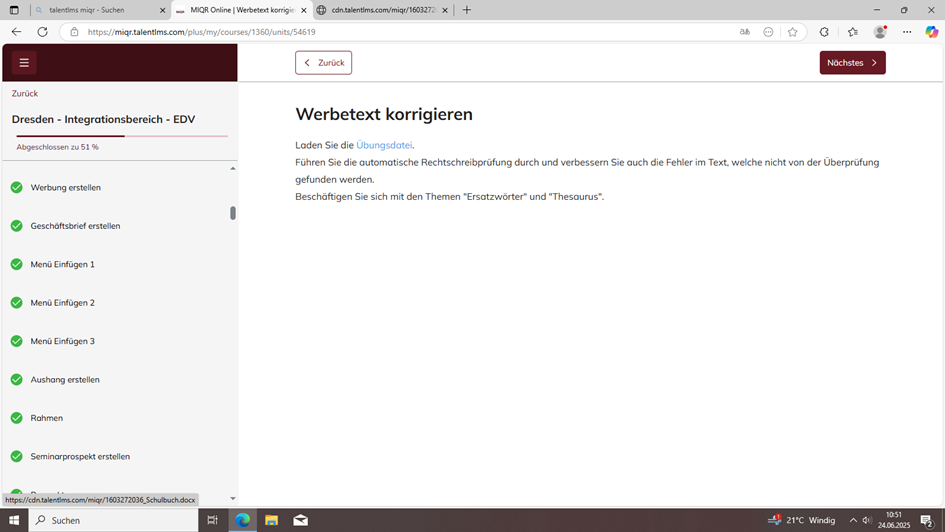 talentlms miqr - Suchen
MIQR Online | Werbetext korrigie
cdn.talentlms.com/miqr/16032720
https://miqr.talentlms.com/plus/my/courses/1360/units/54619
Zurück
Nächstes
Zurück
Dresden - Integrationsbereich - EDV
Abgeschlossen zu 51 %
Werbung erstellen
Geschäftsbrief erstellen
Menü Einfügen 1
Menü Einfügen 2
Menü Einfügen 3
Aushang erstellen
Rahmen
Seminarprospekt erstellen
Werbetext korrigieren
Laden Sie die Übungsdatei.
Führen Sie die automatische Rechtschreibprüfung durch und verbessern Sie auch die Fehler im Text, welche nicht von der Überprüfung
gefunden werden.
Beschäftigen Sie sich mit den Themen "Ersatzwörter" und "Thesaurus".
https://cdn.talentlms.com/miqr/1603272036_Schulbuch.docx
Suchen
21°C Windig
10:51
24.06.2025
2